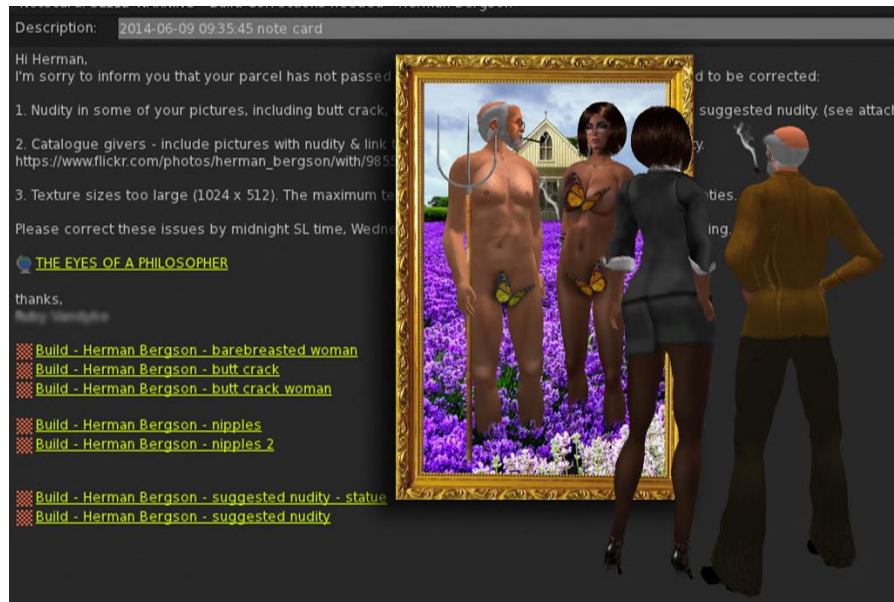 Description: 2014-06-09 09:35:45 note card
Hi Herman,
I'm sorry to inform you that your parcel has not passed d to be corrected:
1. Nudity in some of your pictures, including butt crack, suggested nudity. (see attach
2. Catalogue givers - include pictures with nudity & link y.
https://www.flickr.com/photos/herman_bergson/with/985
3. Texture sizes too large (1024 x 512). The maximum te oties.
Please correct these issues by midnight SL time, Wedne ing.
THE EYES OF A PHILOSOPHER
thanks,
Build - Herman Bergson - barebreasted woman
Build - Herman Bergson - butt crack
Build - Herman Bergson - butt crack woman
Build - Herman Bergson - nipples
Build - Herman Bergson - nipples 2
Build - Herman Bergson - suggested nudity - statue
Build - Herman Bergson - suggested nudity